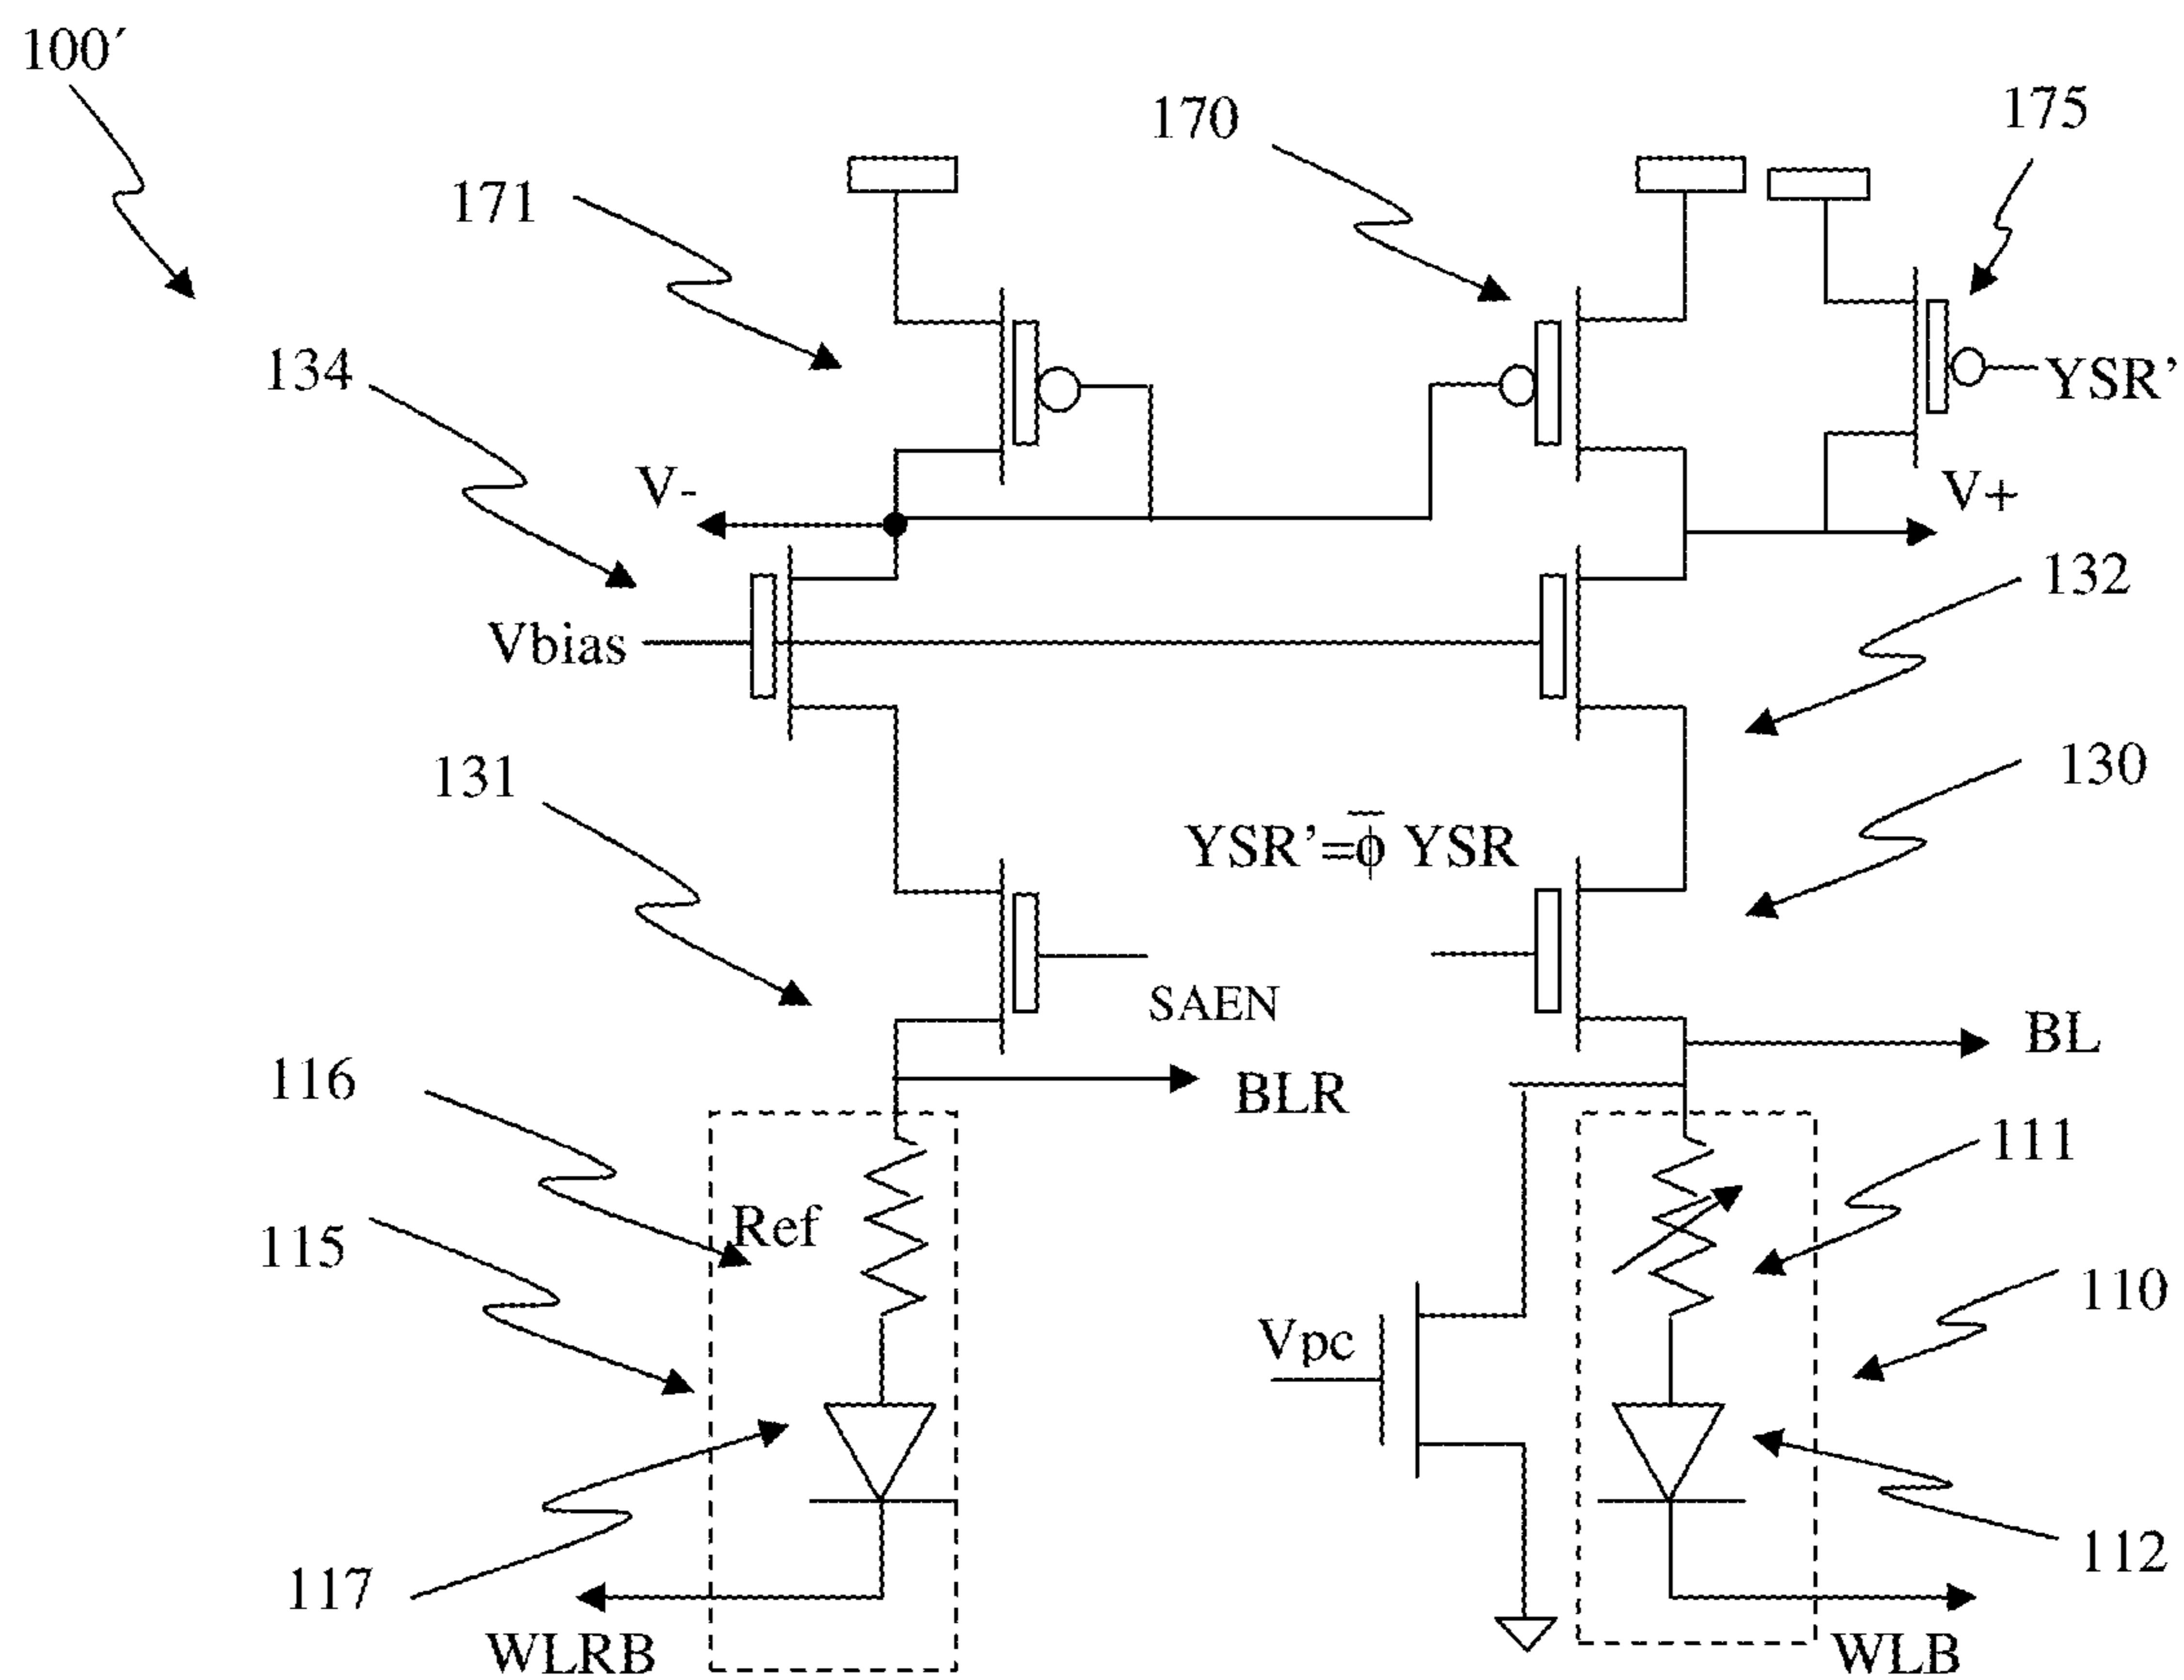 100´
170
175
171
134
YSR’
V-
V+
132
Vbias
131
130
YSR’=φ̅ YSR
SAEN
BL
BLR
116
111
Ref
115
110
Vpc
117
112
WLRB
WLB